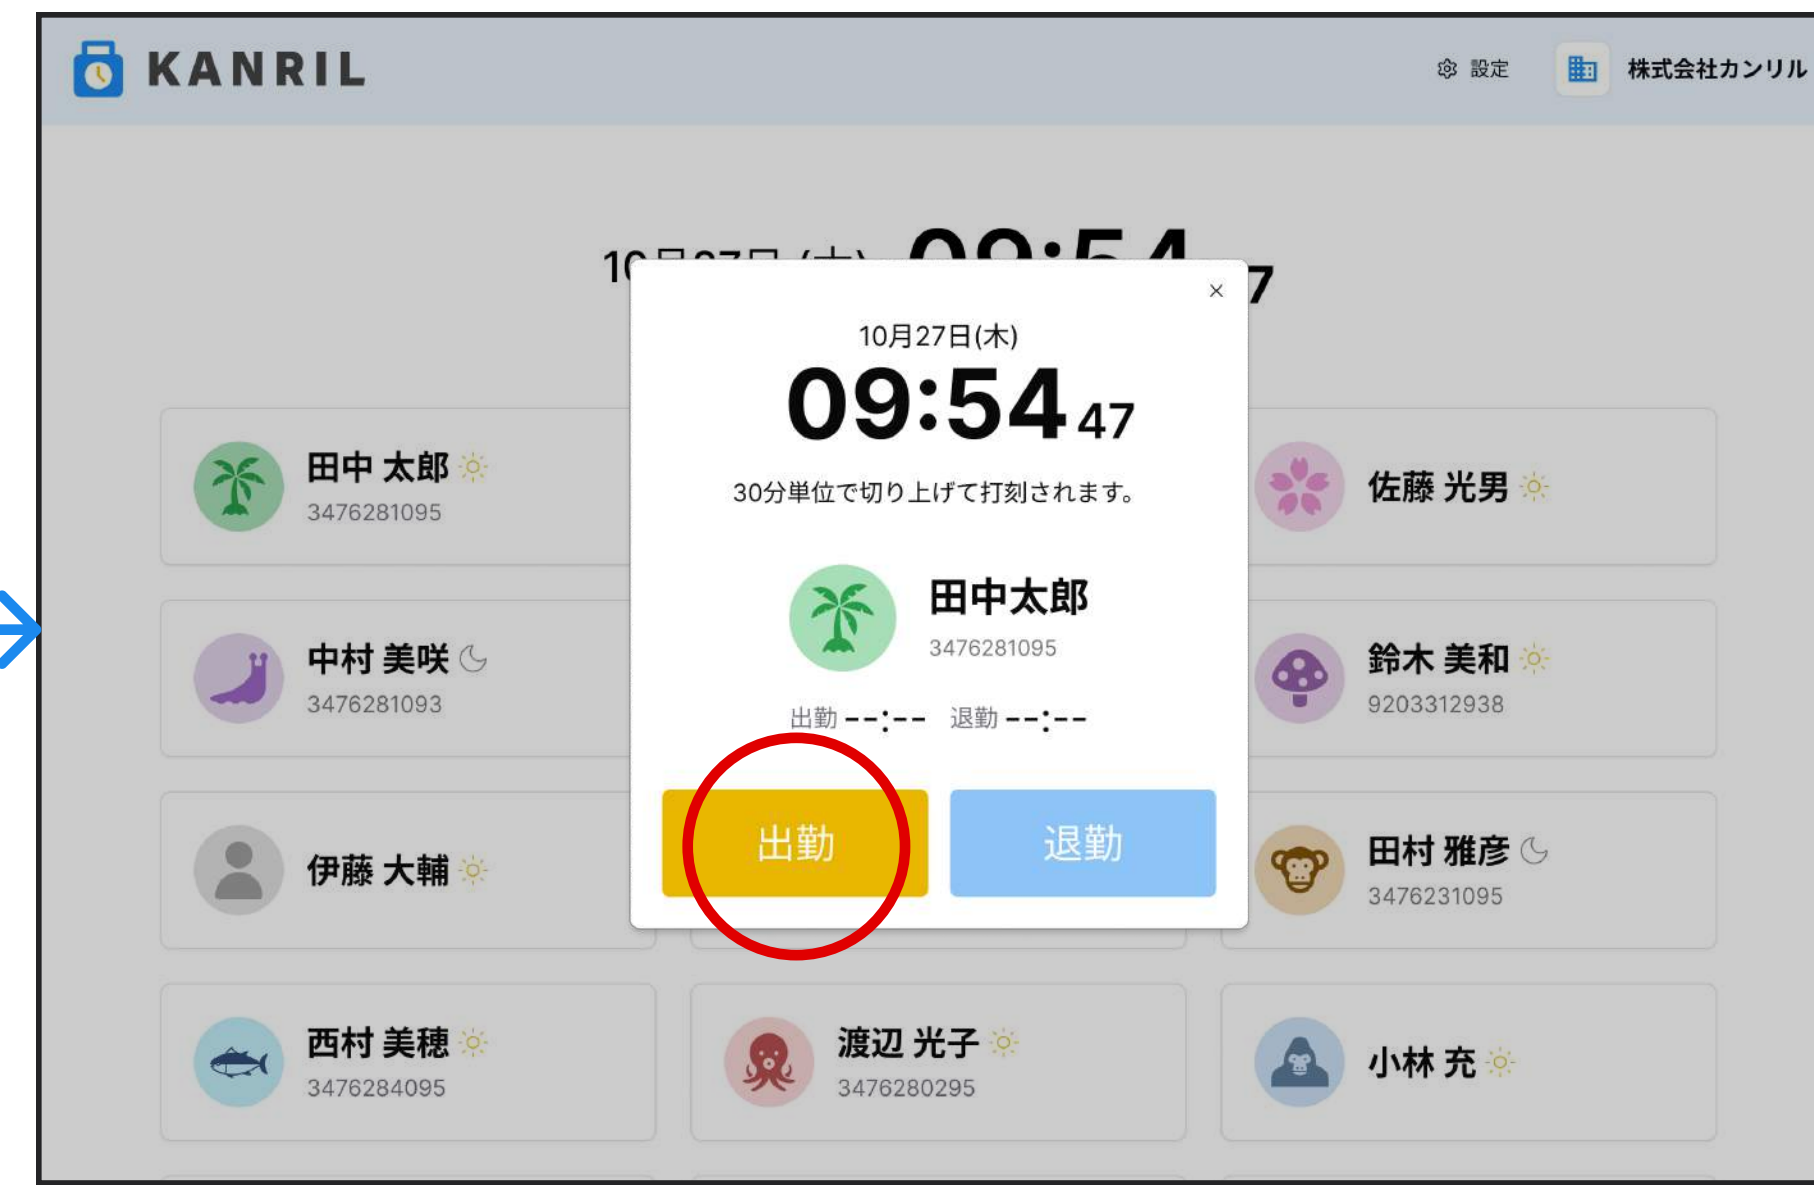 KANRIL
設定
株式会社カンリル
10月27日(木)
09:54 47
30分単位で切り上げて打刻されます。
田中太郎
3476281095
出勤 --:-- 退勤 --:--
出勤
退勤
田中 太郎
3476281095
佐藤 光男
中村 美咲
3476281093
鈴木 美和
9203312938
伊藤 大輔
田村 雅彦
3476231095
西村 美穂
3476284095
渡辺 光子
3476280295
小林 充